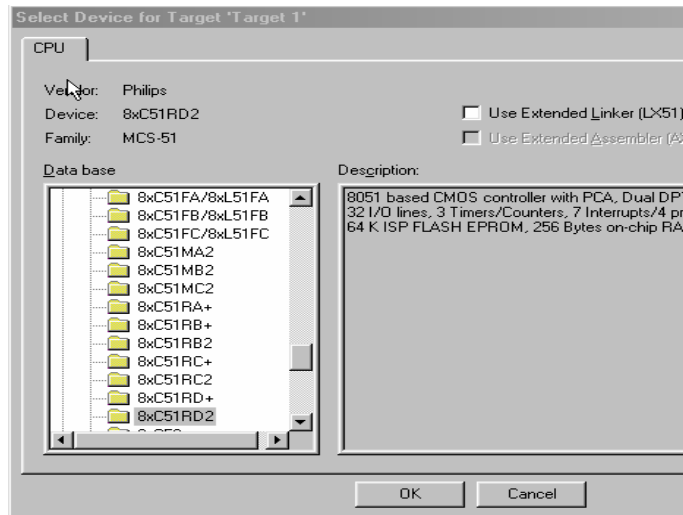 Select Device for Target 'Target 1'
CPU
Vendor: Philips
Device: 8xC51RD2
Family: MCS-51
Use Extended Linker (LX51)
Use Extended Assembler
Data base
8xC51FA/8xL51FA
8xC51FB/8xL51FB
8xC51FC/8xL51FC
8xC51MA2
8xC51MB2
8xC51MC2
8xC51RA+
8xC51RB+
8xC51RB2
8xC51RC+
8xC51RC2
8xC51RD+
8xC51RD2
Description:
8051 based CMOS controller with PCA, Dual
32 I/O lines, 3 Timers/Counters, 7 Interrupts/4
64 K ISP FLASH EPROM, 256 Bytes on-chip
OK
Cancel